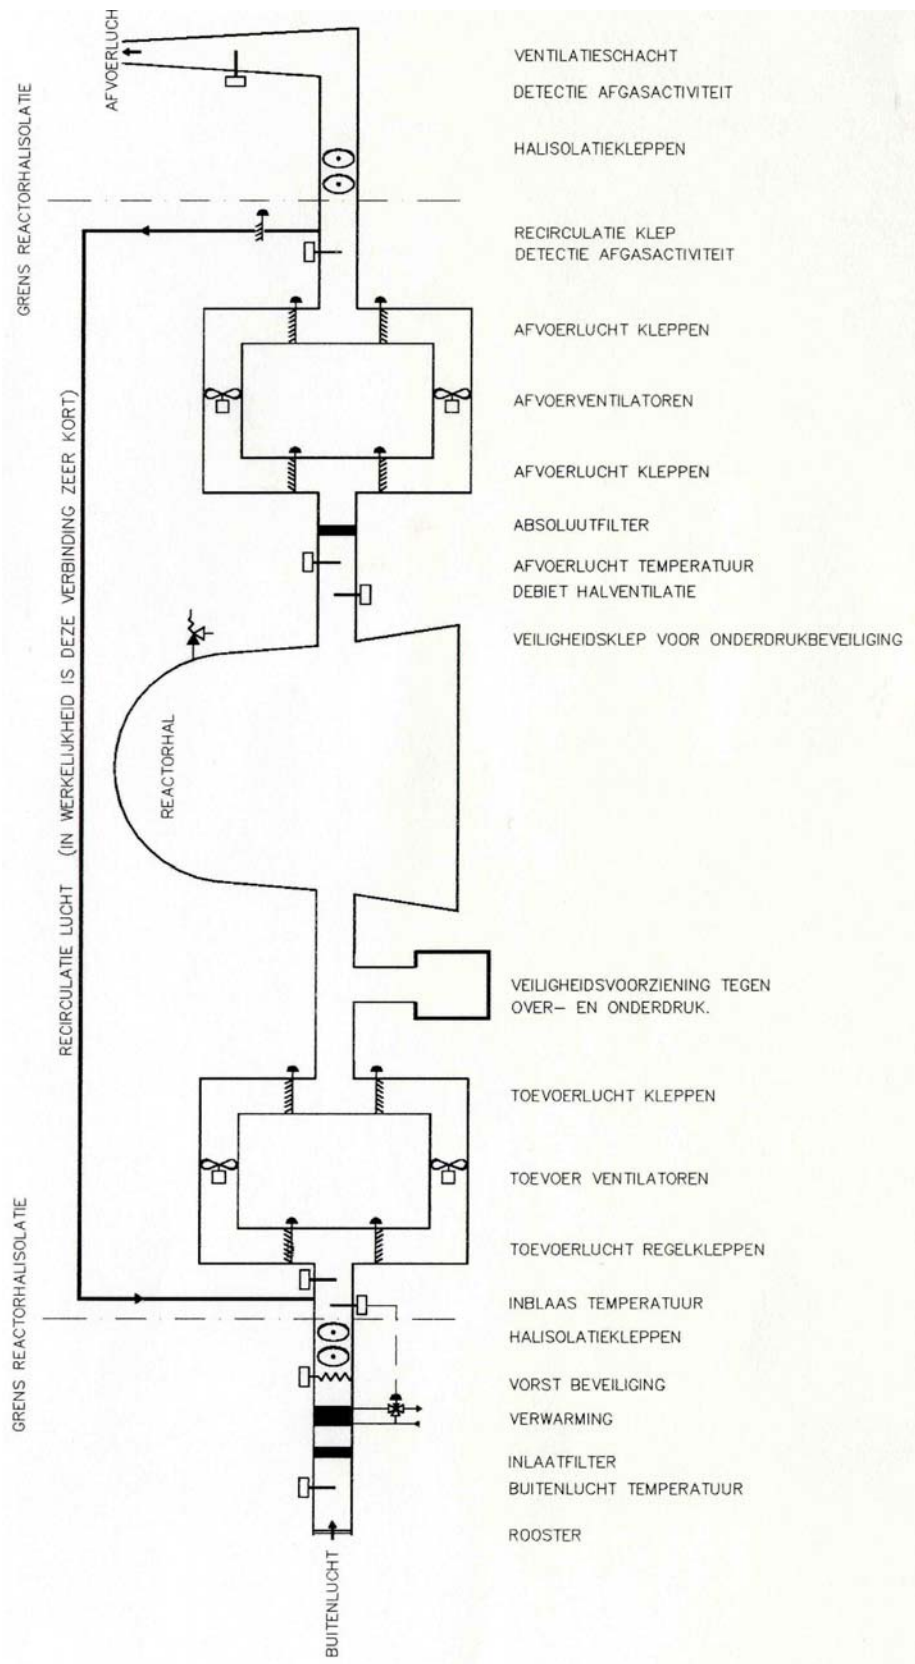 AFVOERLUCHT
VENTILATIESCHACHT
DETECTIE AFGASACTIVITEIT
GRENS REACTORHALISOLATIE
HALISOLATIEKLEPPEN
RECIRCULATIE KLEP
DETECTIE AFGASACTIVITEIT
AFVOERLUCHT KLEPPEN
AFVOERVENTILATOREN
AFVOERLUCHT KLEPPEN
ABSOLUUTFILTER
AFVOERLUCHT TEMPERATUUR
DEBIET HALVENTILATIE
VEILIGHEIDSKLEP VOOR ONDERDRUKBEVEILIGING
REACTORHAL
RECIRCULATIE LUCHT (IN WERKELIJKHEID IS DEZE VERBINDING ZEER KORT)
VEILIGHEIDSVOORZIENING TEGEN
OVER- EN ONDERDRUK.
TOEVOERLUCHT KLEPPEN
TOEVOER VENTILATOREN
TOEVOERLUCHT REGELKLEPPEN
GRENS REACTORHALISOLATIE
INBLAAS TEMPERATUUR
HALISOLATIEKLEPPEN
VORST BEVEILIGING
VERWARMING
INLAATFILTER
BUITENLUCHT TEMPERATUUR
ROOSTER
BUITENLUCHT